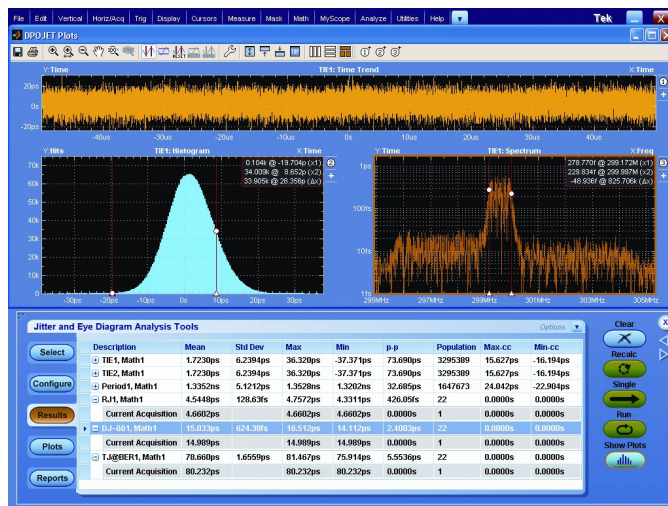 File Edit Vertical Horiz/Acq Trig Display Cursors Measure Mask Math MyScope Analyze Utilities Help Tek
DPOJET Plots
Y:Time TIE1: Time Trend X:Time
20ps
0s
-20ps
-40us -30us -20us -10us 0s 10us 20us 30us 40us
Y:Hits TIE1: Histogram X:Time
0.104k @ -19.704p (x1)
34.009k @ 8.652p (x2)
33.905k @ 28.356p (Δx)
70k
60k
50k
40k
30k
20k
10k
0
-30ps -20ps -10ps 0s 10ps 20ps 30ps
Y:Time TIE1: Spectrum X:Freq
278.770f @ 299.172M (x1)
229.834f @ 299.997M (x2)
-48.936f @ 825.706k (Δx)
1ps
100fs
10fs
1fs
295MHz 297MHz 299MHz 301MHz 303MHz 305MHz
Jitter and Eye Diagram Analysis Tools Options
Select
Configure
Results
Plots
Reports
Description Mean Std Dev Max Min p-p Population Max-cc Min-cc
TIE1, Math1 1.7230ps 6.2394ps 36.320ps -37.371ps 73.690ps 3295389 15.627ps -16.194ps
TIE2, Math1 1.7230ps 6.2394ps 36.320ps -37.371ps 73.690ps 3295389 15.627ps -16.194ps
Period1, Math1 1.3352ns 5.1212ps 1.3528ns 1.3202ns 32.685ps 1647673 24.042ps -22.904ps
RJ1, Math1 4.5448ps 128.63fs 4.7572ps 4.3311ps 426.05fs 22 0.0000s 0.0000s
Current Acquisition 4.6602ps 4.6602ps 4.6602ps 0.0000s 1 0.0000s 0.0000s
DJ-δδ1, Math1 15.033ps 624.38fs 16.512ps 14.112ps 2.4003ps 22 0.0000s 0.0000s
Current Acquisition 14.989ps 14.989ps 14.989ps 0.0000s 1 0.0000s 0.0000s
TJ@BER1, Math1 78.660ps 1.6559ps 81.467ps 75.914ps 5.5536ps 22 0.0000s 0.0000s
Current Acquisition 80.232ps 80.232ps 80.232ps 0.0000s 1 0.0000s 0.0000s
Clear
Recalc
Single
Run
Show Plots